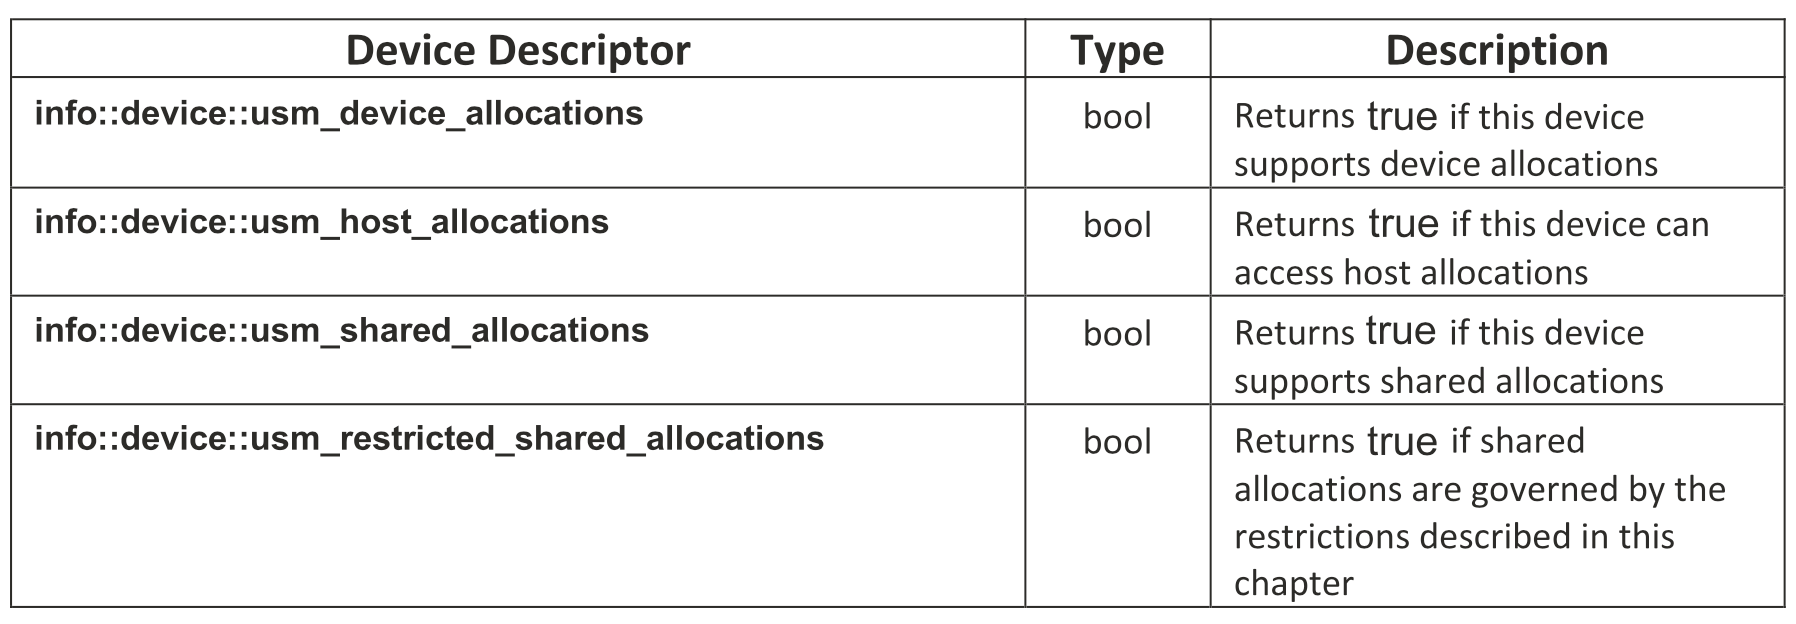 Device Descriptor Type Description
info::device::usm_device_allocations bool Returns true if this device
supports device allocations
info::device::usm_host_allocations bool Returns true if this device can
access host allocations
info::device::usm_shared_allocations bool Returns true if this device
supports shared allocations
info::device::usm_restricted_shared_allocations bool Returns true if shared
allocations are governed by the
restrictions described in this
chapter